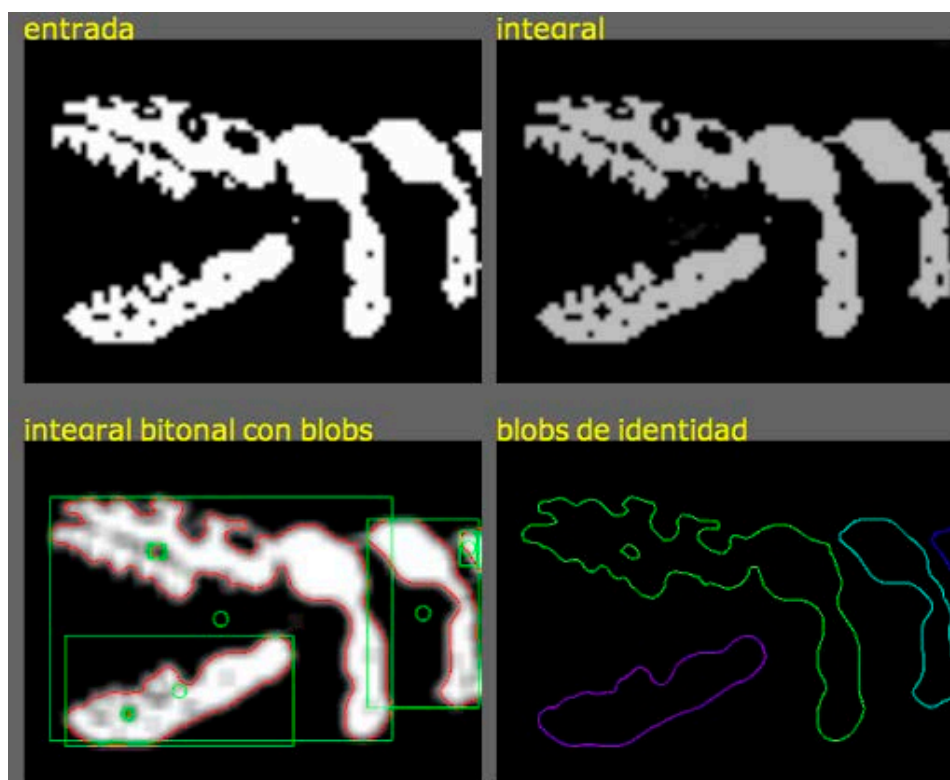 entrada
integral
integral bitonal con blobs
blobs de identidad